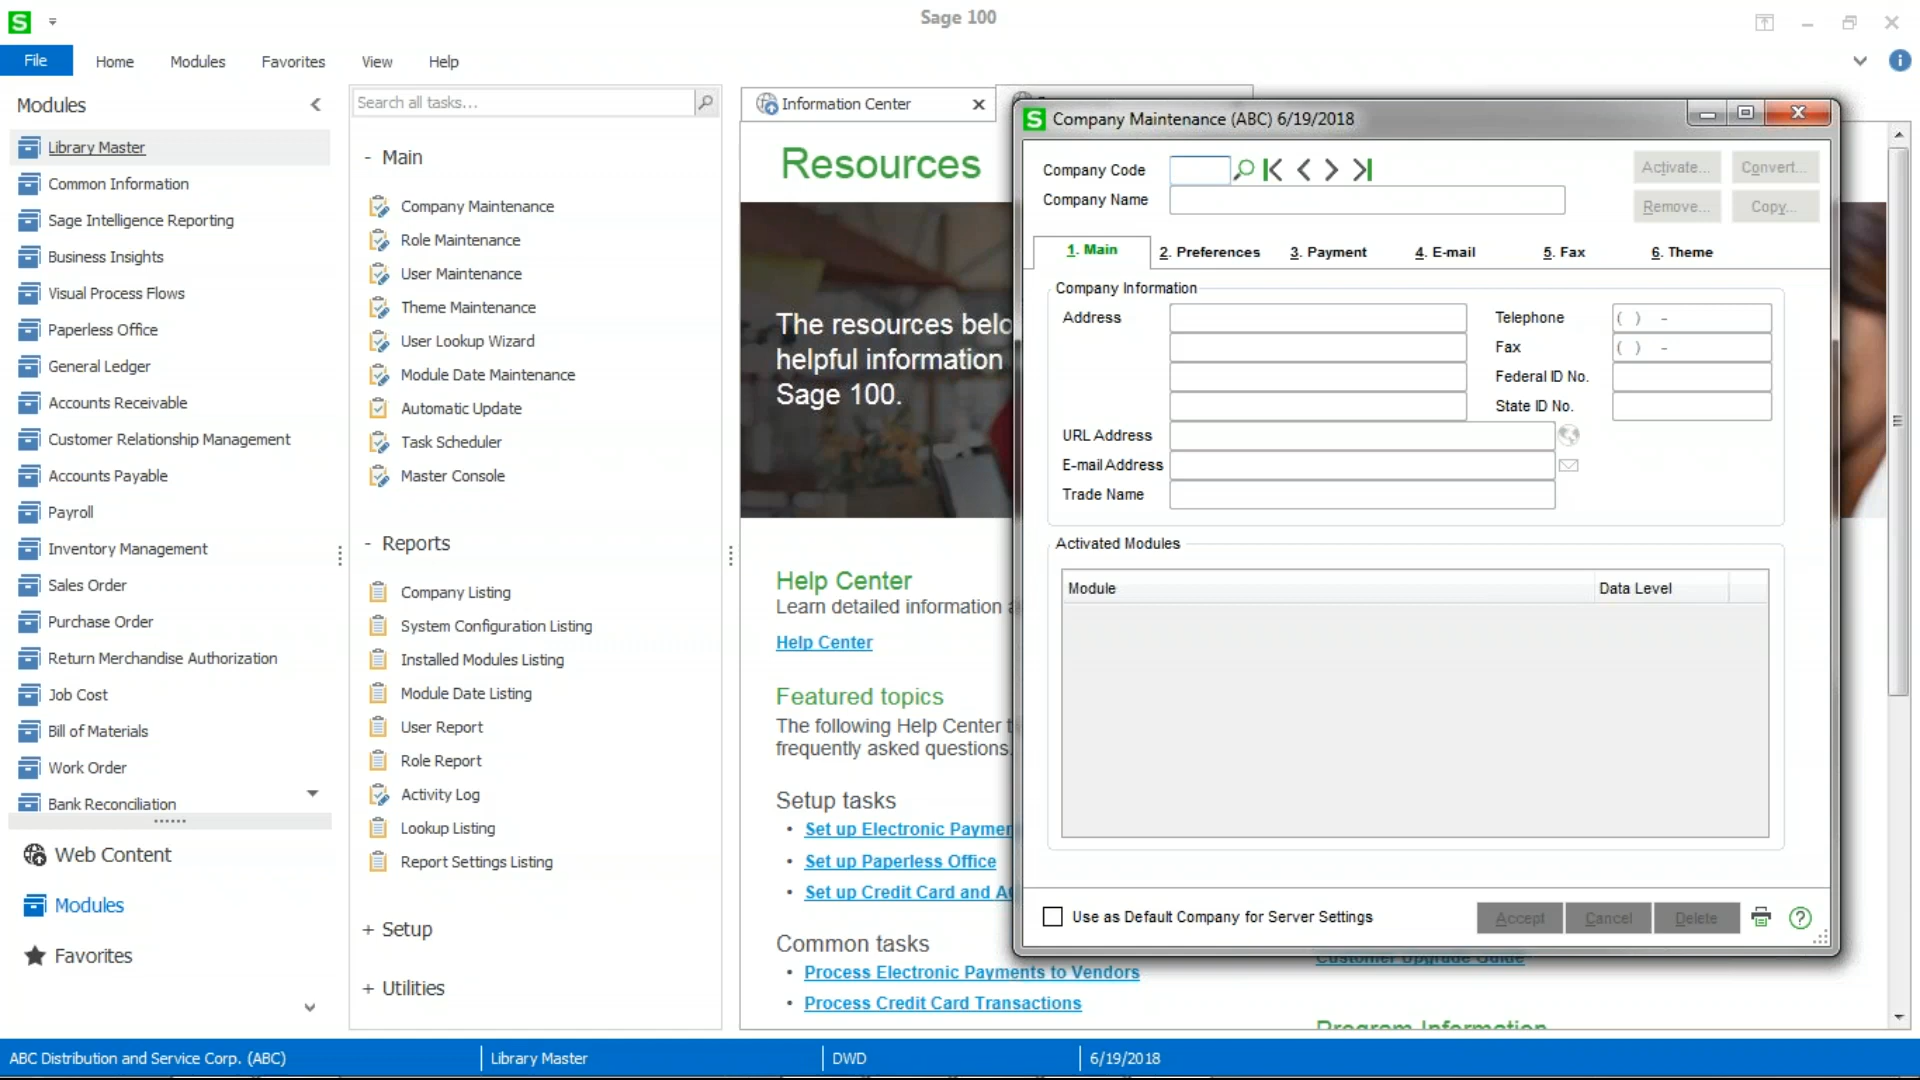 Sage 100
File
Home
Modules
Favorites
View
Help
Modules
Library Master
Common Information
Sage Intelligence Reporting
Business Insights
Visual Process Flows
Paperless Office
General Ledger
Accounts Receivable
Customer Relationship Management
Accounts Payable
Payroll
Inventory Management
Sales Order
Purchase Order
Return Merchandise Authorization
Job Cost
Bill of Materials
Work Order
Bank Reconciliation
Web Content
Modules
Favorites
Search all tasks...
- Main
Company Maintenance
Role Maintenance
User Maintenance
Theme Maintenance
User Lookup Wizard
Module Date Maintenance
Automatic Update
Task Scheduler
Master Console
- Reports
Company Listing
System Configuration Listing
Installed Modules Listing
Module Date Listing
User Report
Role Report
Activity Log
Lookup Listing
Report Settings Listing
+ Setup
+ Utilities
Information Center
Resources
The resources belo
helpful information
Sage 100.
Help Center
Learn detailed information
Help Center
Featured topics
The following Help Center
frequently asked questions.
Setup tasks
• Set up Electronic Paymen
• Set up Paperless Office
• Set up Credit Card and
Common tasks
• Process Electronic Payments to Vendors
• Process Credit Card Transactions
Customer Upgrade Guide
Program Information
S Company Maintenance (ABC) 6/19/2018
Company Code
Company Name
Activate...
Convert...
Remove...
Copy...
1. Main
2. Preferences
3. Payment
4. E-mail
5. Fax
6. Theme
Company Information
Address
Telephone ( ) -
Fax ( ) -
Federal ID No.
State ID No.
URL Address
E-mail Address
Trade Name
Activated Modules
Module
Data Level
Use as Default Company for Server Settings
Accept
Cancel
Delete
ABC Distribution and Service Corp. (ABC)
Library Master
DWD
6/19/2018